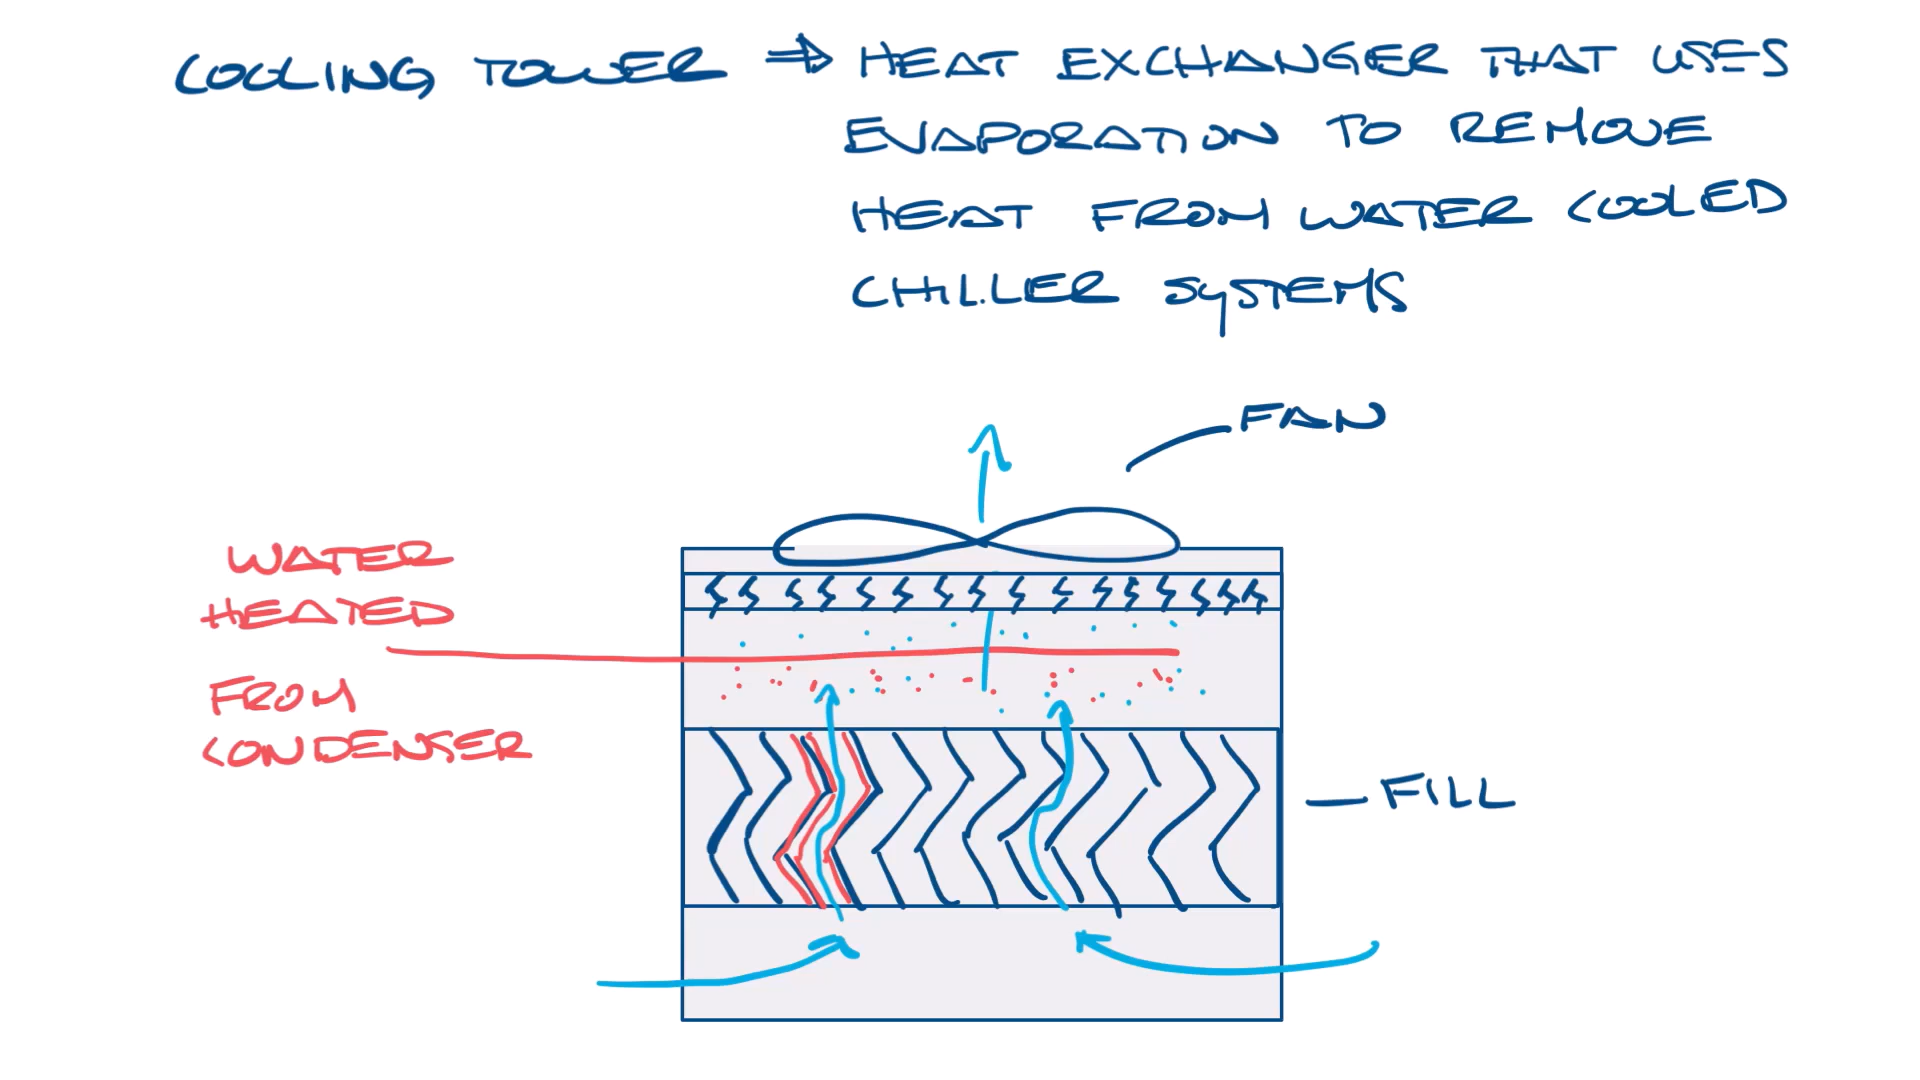 COOLING TOWER ⇒ HEAT EXCHANGER THAT USES
EVAPORATION TO REMOVE
HEAT FROM WATER COOLED
CHILLER SYSTEMS
FAN
WATER
HEATED
FROM
CONDENSER
FILL